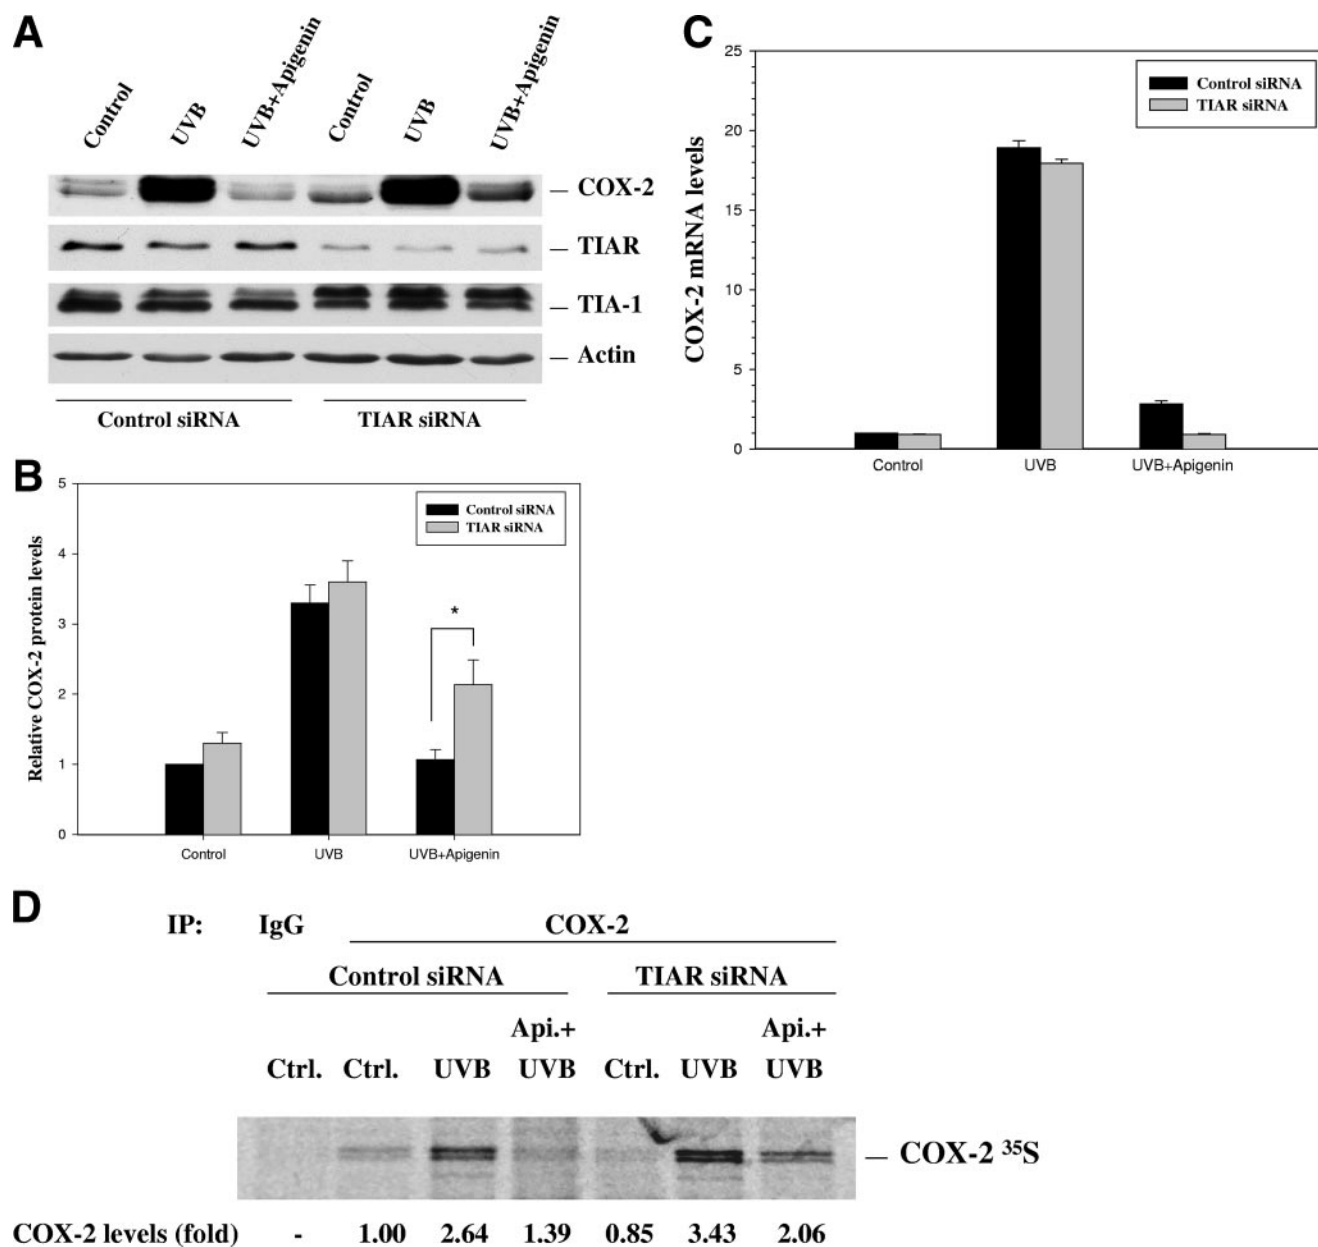 A
Control
UVB
UVB+Apigenin
Control
UVB
UVB+Apigenin
COX-2
TIAR
TIA-1
Actin
Control siRNA
TIAR siRNA
B
5
4
3
2
1
0
Relative COX-2 protein levels
Control siRNA
TIAR siRNA
*
Control
UVB
UVB+Apigenin
C
25
20
15
10
5
0
COX-2 mRNA levels
Control siRNA
TIAR siRNA
Control
UVB
UVB+Apigenin
D
IP: IgG COX-2
Control siRNA TIAR siRNA
Api.+ Api.+
Ctrl. Ctrl. UVB UVB Ctrl. UVB UVB
COX-2 ³⁵S
COX-2 levels (fold) - 1.00 2.64 1.39 0.85 3.43 2.06